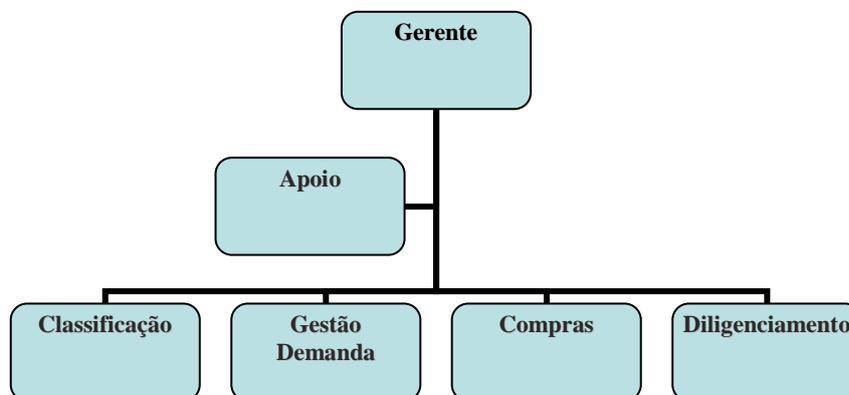 Gerente
Apoio
Classificação
Gestão
Demanda
Compras
Diligenciamento